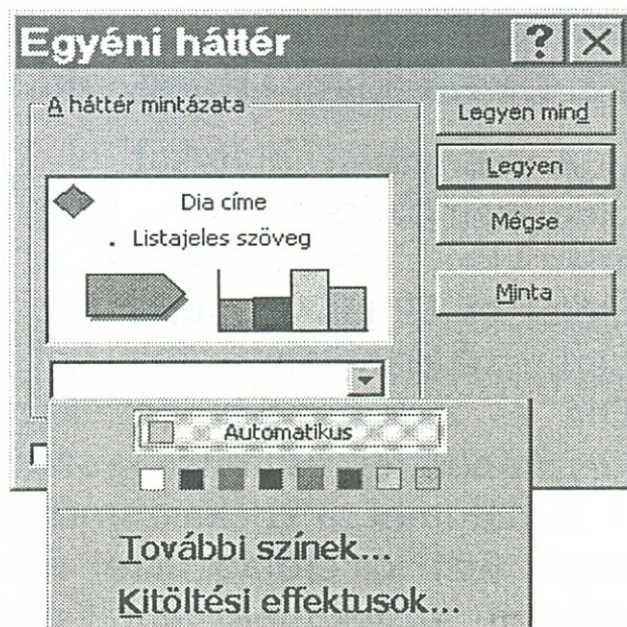 Egyéni háttér
A háttér mintázata
Legyen mind
Legyen
Mégse
Minta
Dia címe
. Listajeles szöveg
Automatikus
További színek...
Kitöltési effektusok...